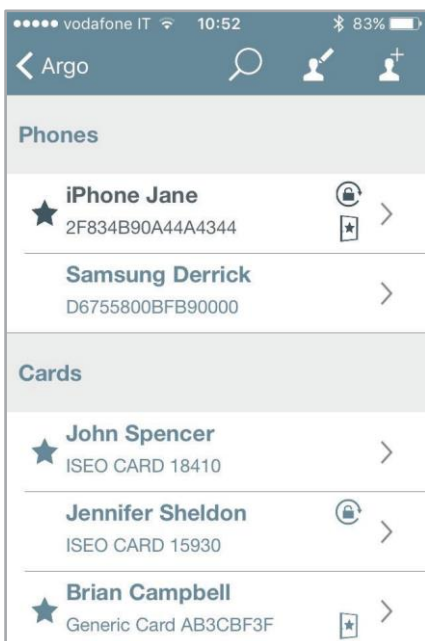 vodafone IT 10:52 83%
Argo
Phones
iPhone Jane
2F834B90A44A4344
Samsung Derrick
D6755800BFB90000
Cards
John Spencer
ISEO CARD 18410
Jennifer Sheldon
ISEO CARD 15930
Brian Campbell
Generic Card AB3CBF3F